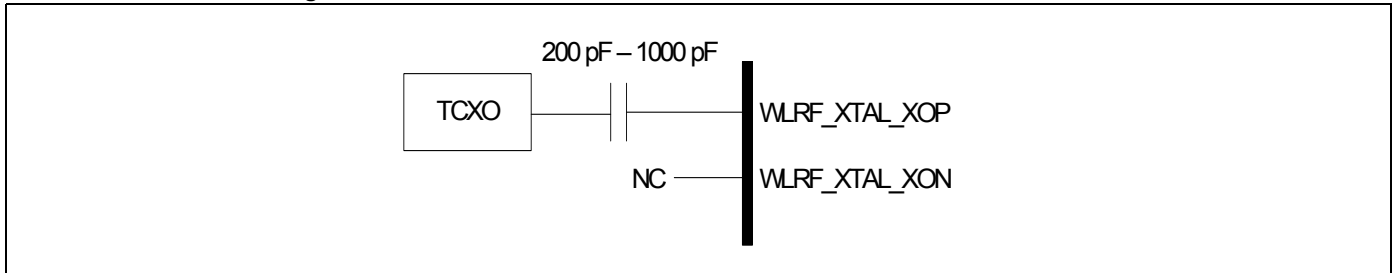 200 pF – 1000 pF
TCXO
WLRF_XTAL_XOP
NC
WLRF_XTAL_XON